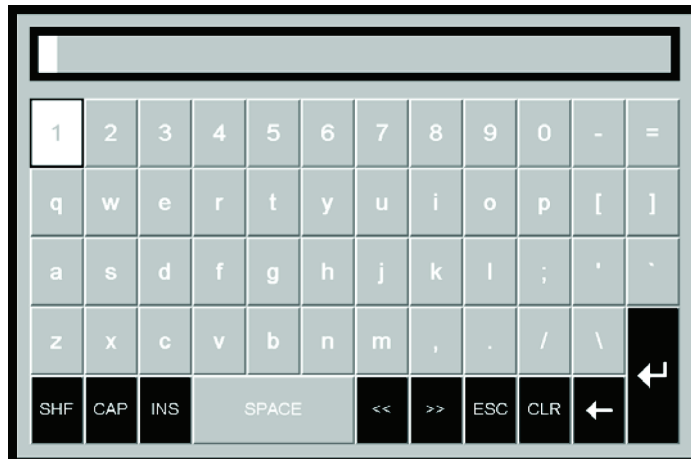 1 2 3 4 5 6 7 8 9 0 - =
q w e r t y u i o p [ ]
a s d f g h j k l ; ' `
z x c v b n m , . / \
SHF CAP INS SPACE << >> ESC CLR ← ↵